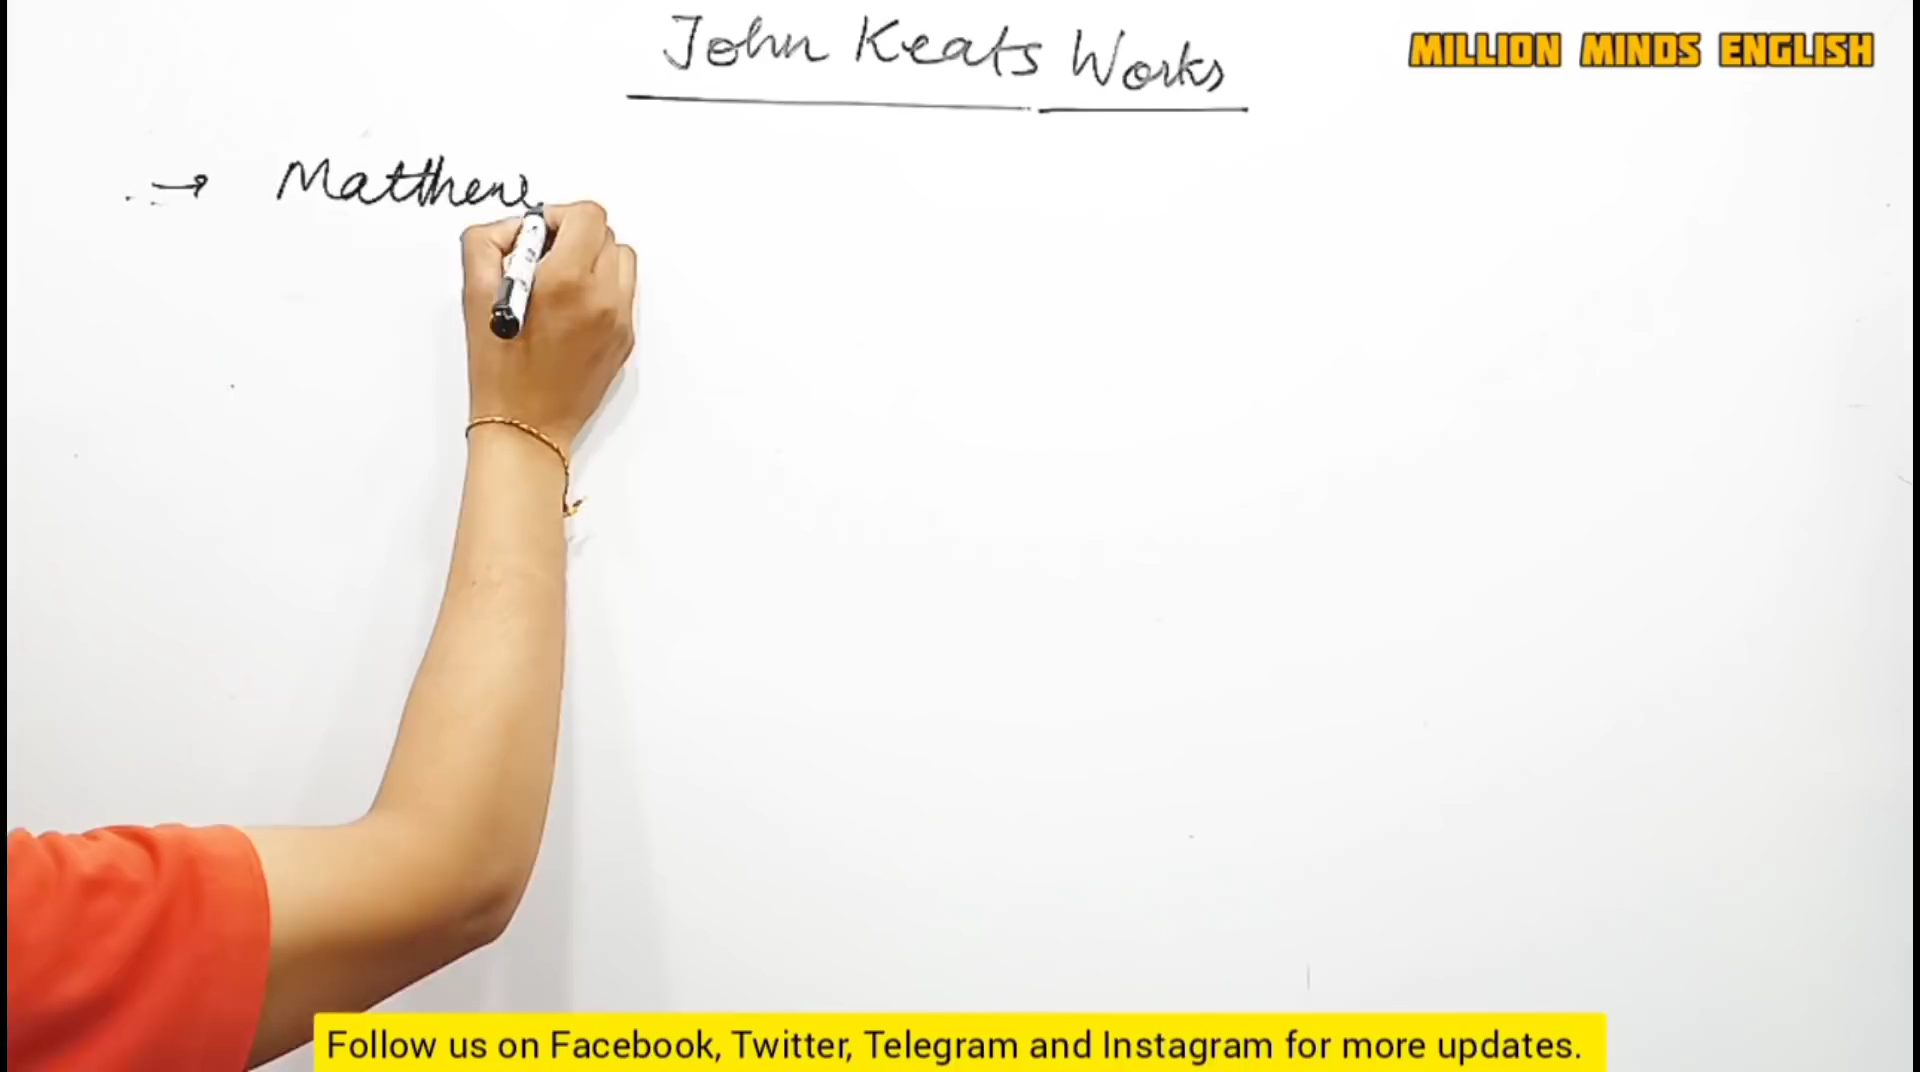 John Keats Works
MILLION MINDS ENGLISH
→ Matthew
Follow us on Facebook, Twitter, Telegram and Instagram for more updates.